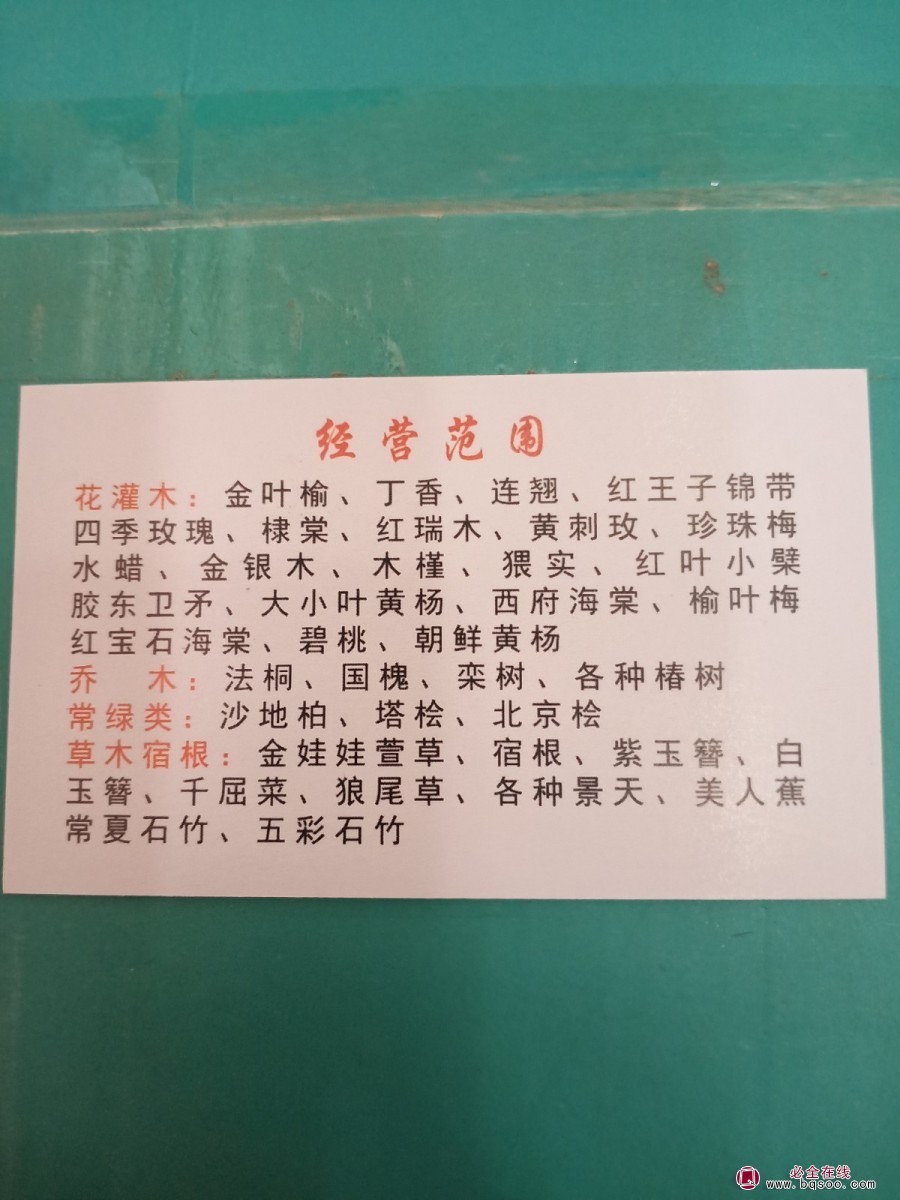 经营范围
花灌木：金叶榆、丁香、连翘、红王子锦带
四季玫瑰、棣棠、红瑞木、黄刺玫、珍珠梅
水蜡、金银木、木槿、猥实、红叶小檗
胶东卫矛、大小叶黄杨、西府海棠、榆叶梅
红宝石海棠、碧桃、朝鲜黄杨
乔 木：法桐、国槐、栾树、各种椿树
常绿类：沙地柏、塔桧、北京桧
草木宿根：金娃娃萱草、宿根、紫玉簪、白
玉簪、千屈菜、狼尾草、各种景天、美人蕉
常夏石竹、五彩石竹
必全在线
www.bqsoo.com